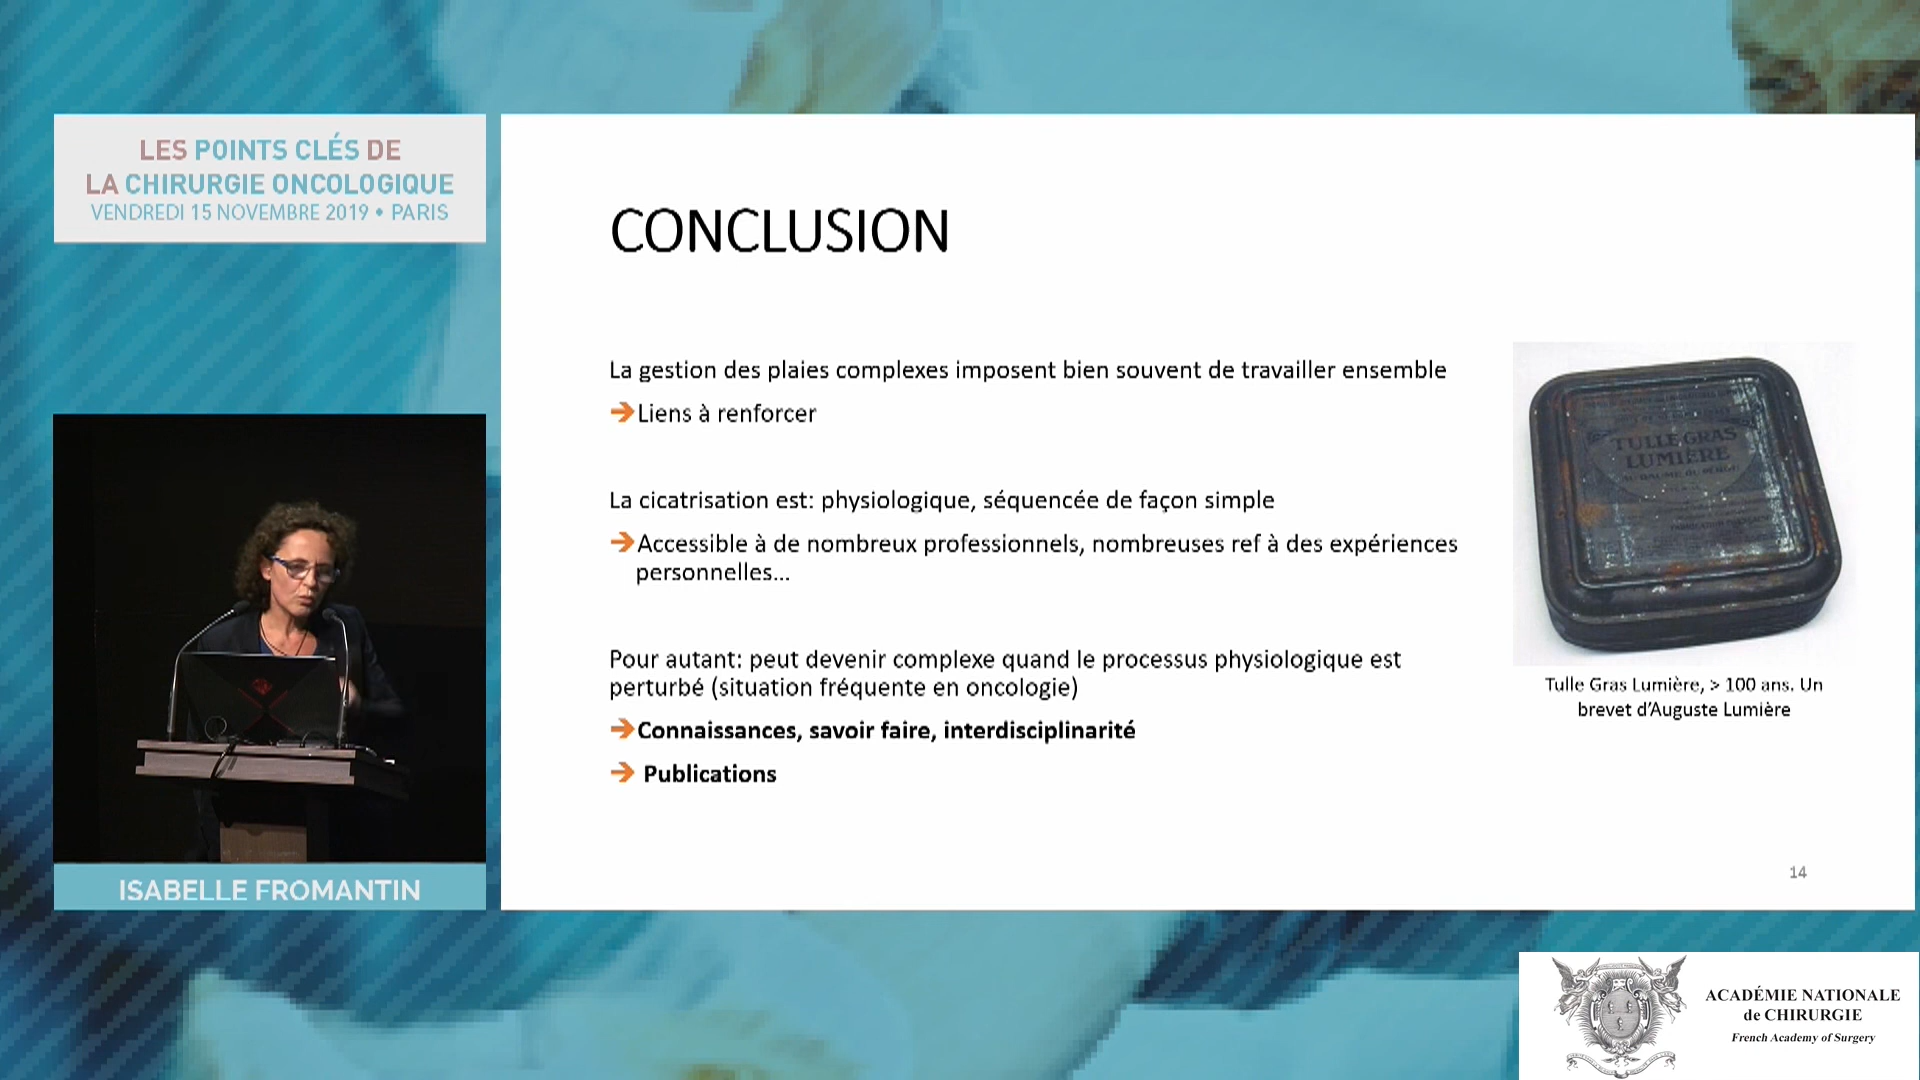 LES POINTS CLÉS DE
LA CHIRURGIE ONCOLOGIQUE
VENDREDI 15 NOVEMBRE 2019 • PARIS
ISABELLE FROMANTIN
CONCLUSION
La gestion des plaies complexes imposent bien souvent de travailler ensemble
➔Liens à renforcer
La cicatrisation est: physiologique, séquencée de façon simple
➔Accessible à de nombreux professionnels, nombreuses ref à des expériences
personnelles...
Pour autant: peut devenir complexe quand le processus physiologique est
perturbé (situation fréquente en oncologie)
➔Connaissances, savoir faire, interdisciplinarité
➔ Publications
TULLE GRAS
LUMIÈRE
Tulle Gras Lumière, > 100 ans. Un
brevet d'Auguste Lumière
14
ACADÉMIE NATIONALE
de CHIRURGIE
French Academy of Surgery